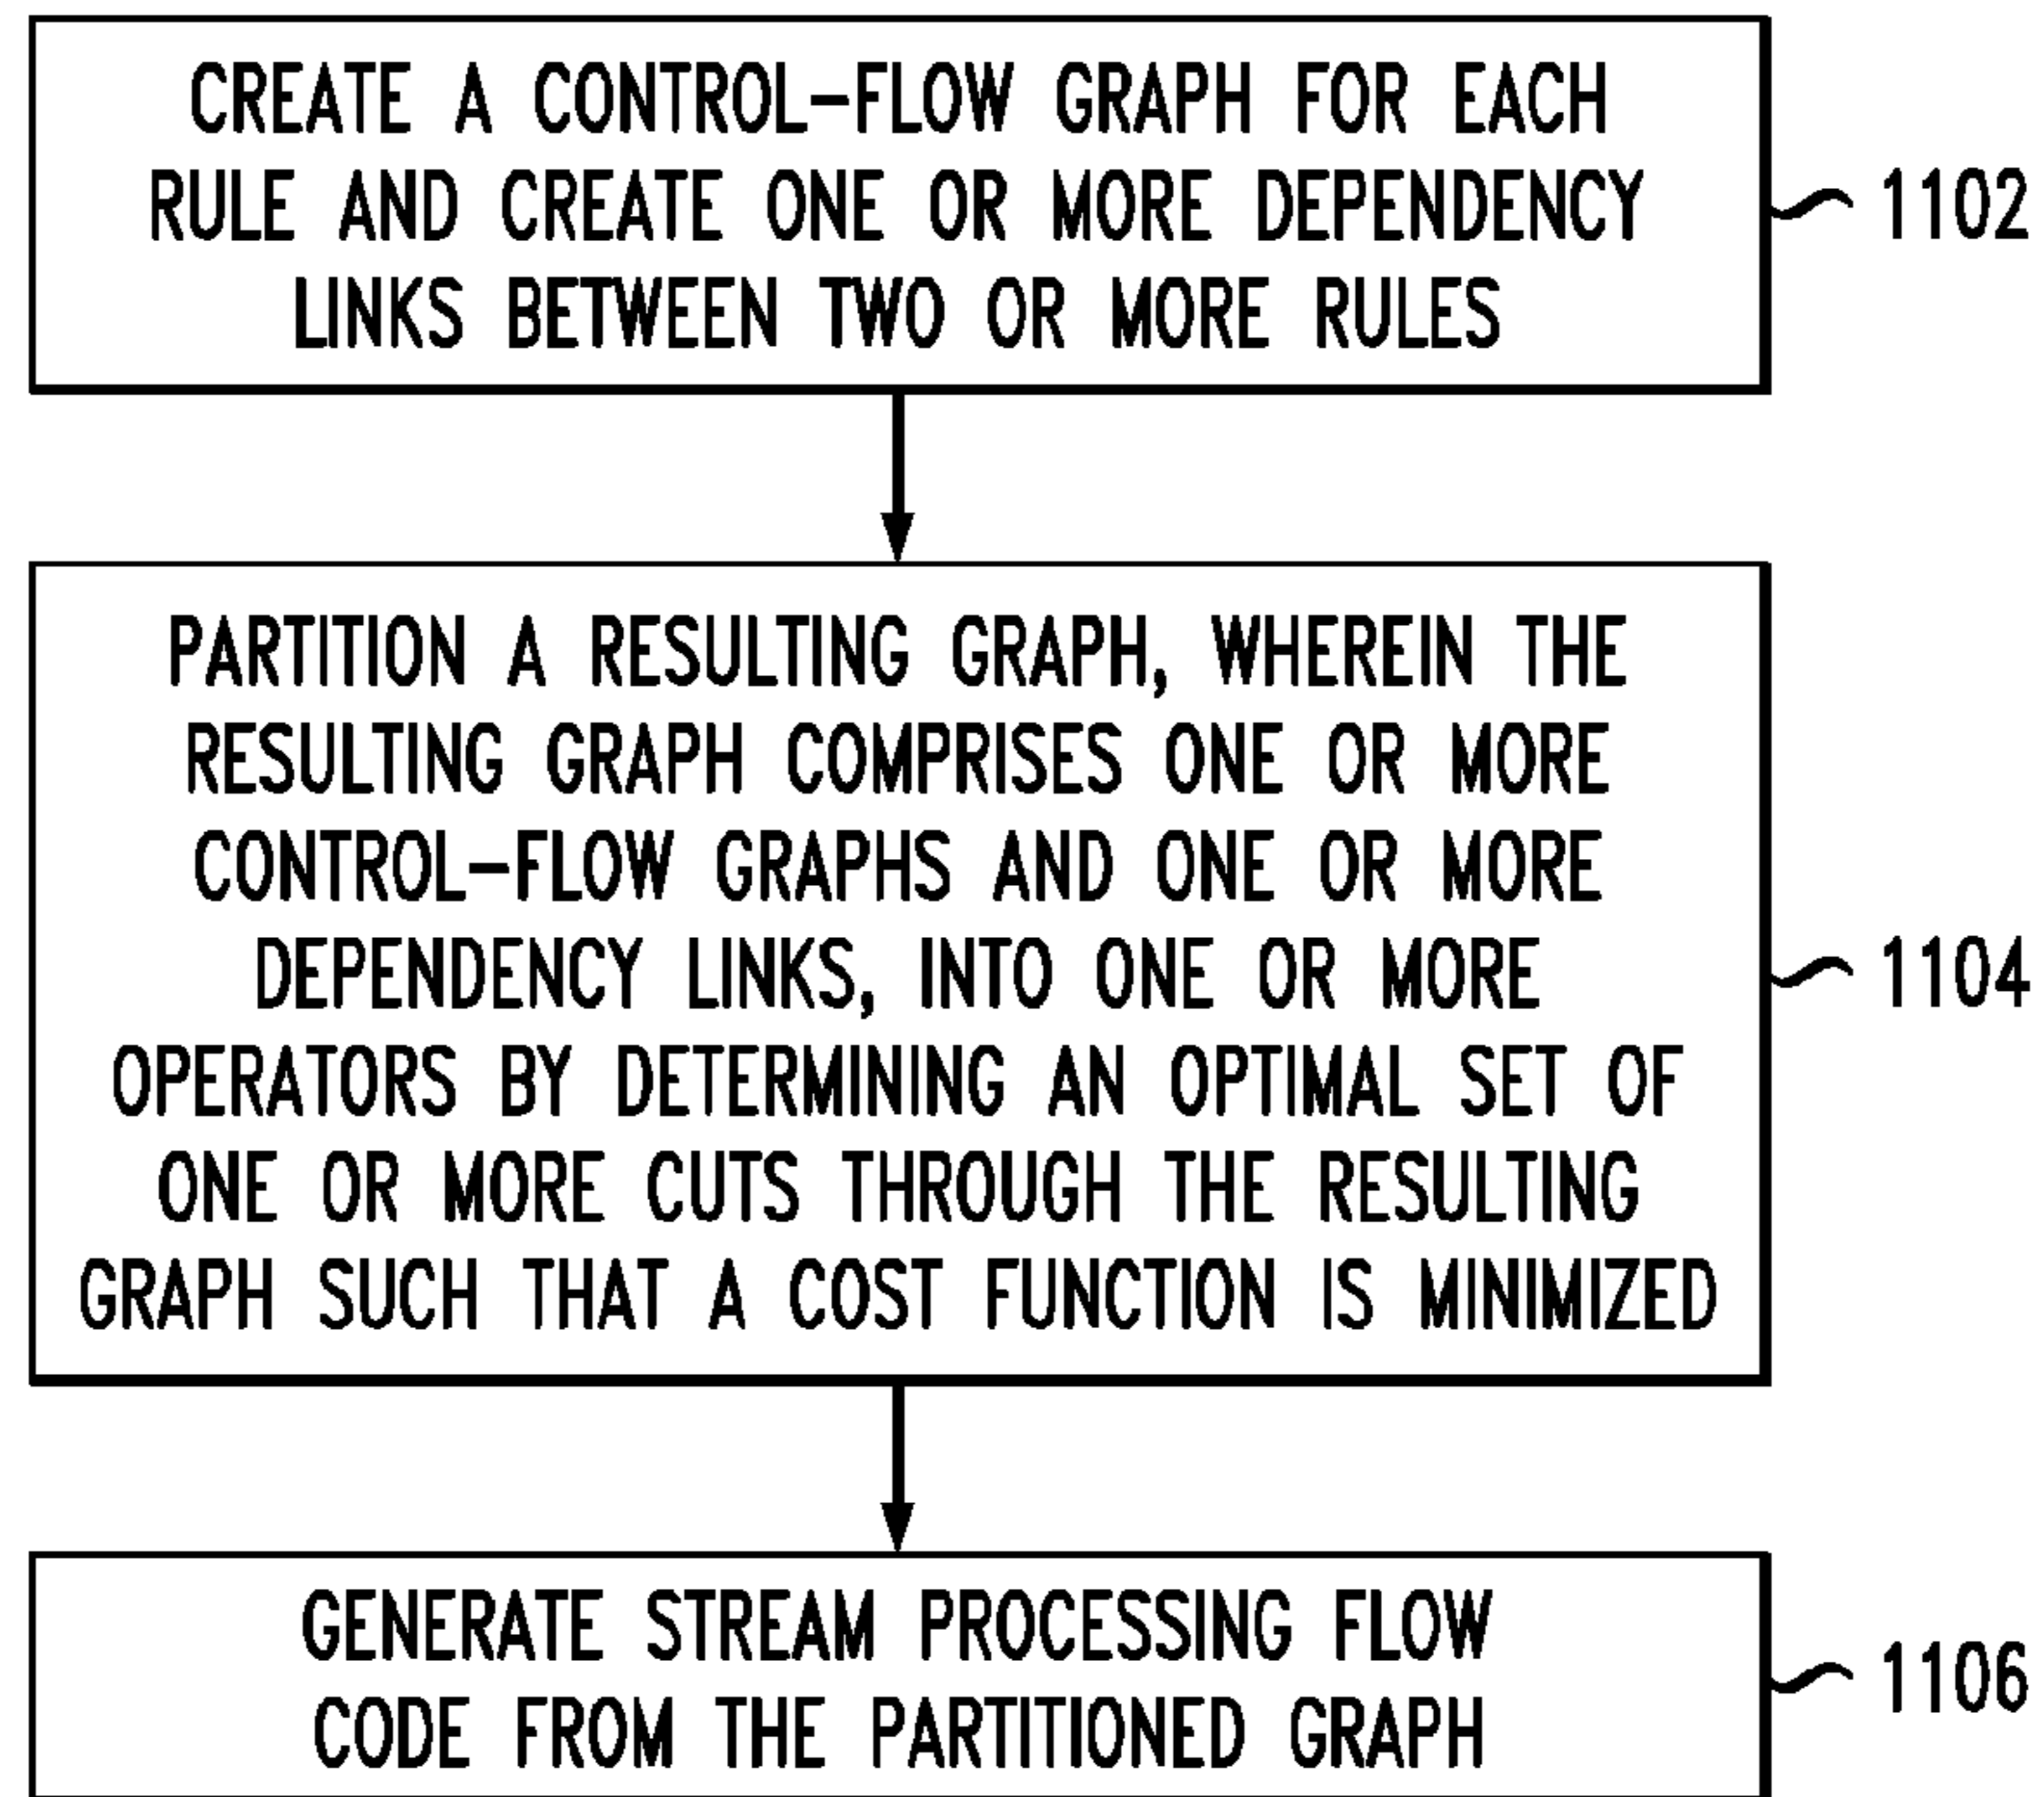 CREATE A CONTROL-FLOW GRAPH FOR EACH
RULE AND CREATE ONE OR MORE DEPENDENCY
LINKS BETWEEN TWO OR MORE RULES
1102
PARTITION A RESULTING GRAPH, WHEREIN THE
RESULTING GRAPH COMPRISES ONE OR MORE
CONTROL-FLOW GRAPHS AND ONE OR MORE
DEPENDENCY LINKS, INTO ONE OR MORE
OPERATORS BY DETERMINING AN OPTIMAL SET OF
ONE OR MORE CUTS THROUGH THE RESULTING
GRAPH SUCH THAT A COST FUNCTION IS MINIMIZED
1104
GENERATE STREAM PROCESSING FLOW
CODE FROM THE PARTITIONED GRAPH
1106